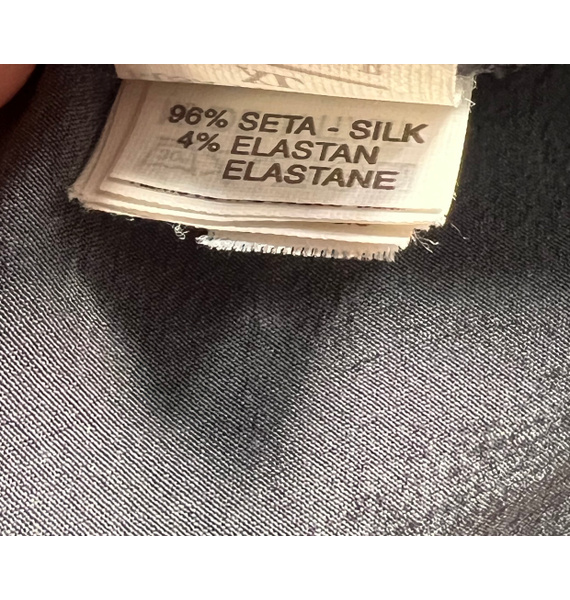 96% SETA - SILK
4% ELASTAN
ELASTANE